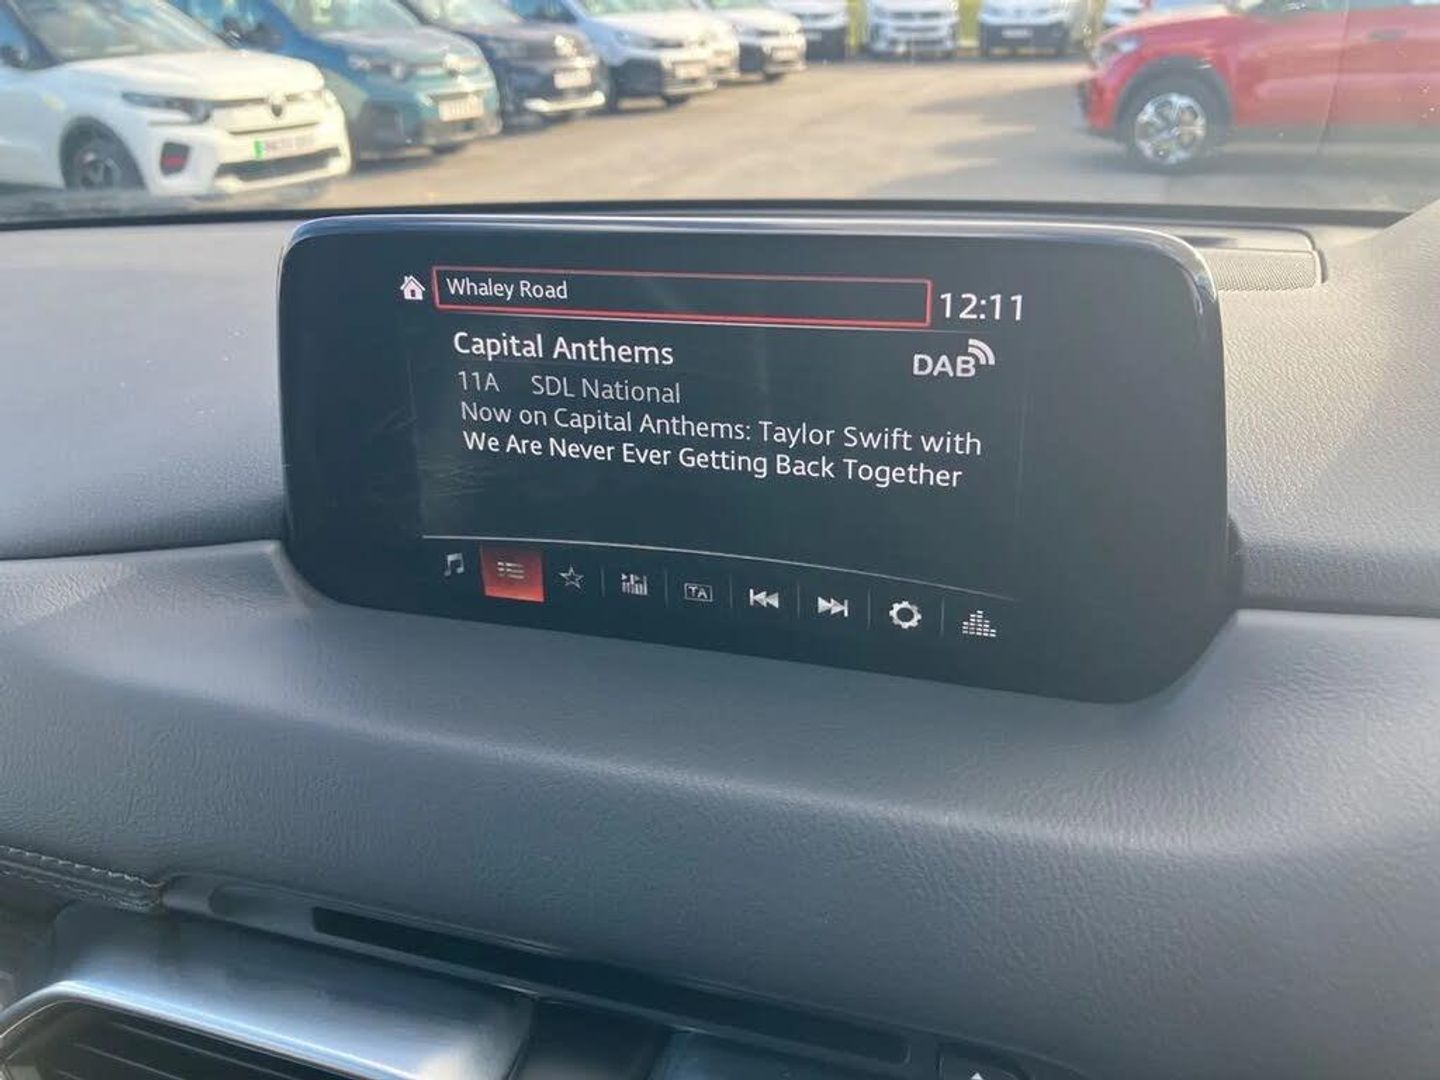 Whaley Road
12:11
Capital Anthems
DAB
11A SDL National
Now on Capital Anthems: Taylor Swift with
We Are Never Ever Getting Back Together
TA